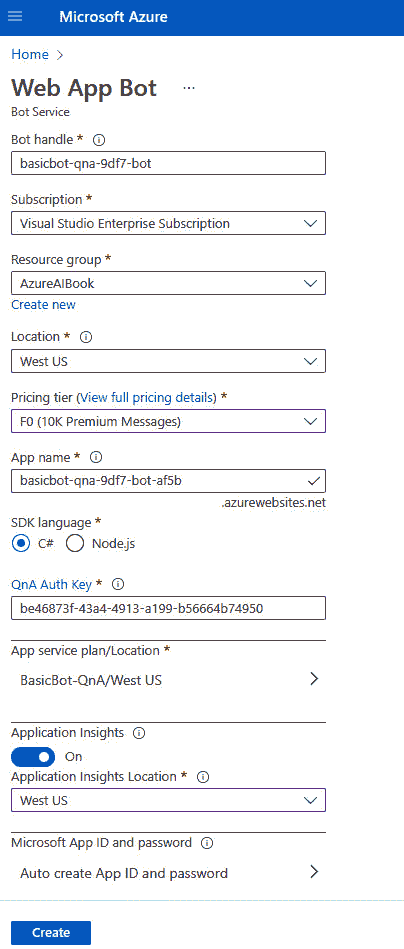 Microsoft Azure
Home >
Web App Bot ...
Bot Service
Bot handle *
basicbot-qna-9df7-bot
Subscription *
Visual Studio Enterprise Subscription
Resource group *
AzureAIBook
Create new
Location *
West US
Pricing tier (View full pricing details) *
F0 (10K Premium Messages)
App name *
basicbot-qna-9df7-bot-af5b
.azurewebsites.net
SDK language *
C# Node.js
QnA Auth Key *
be46873f-43a4-4913-a199-b56664b74950
App service plan/Location *
BasicBot-QnA/West US
Application Insights
On
Application Insights Location *
West US
Microsoft App ID and password
Auto create App ID and password
Create